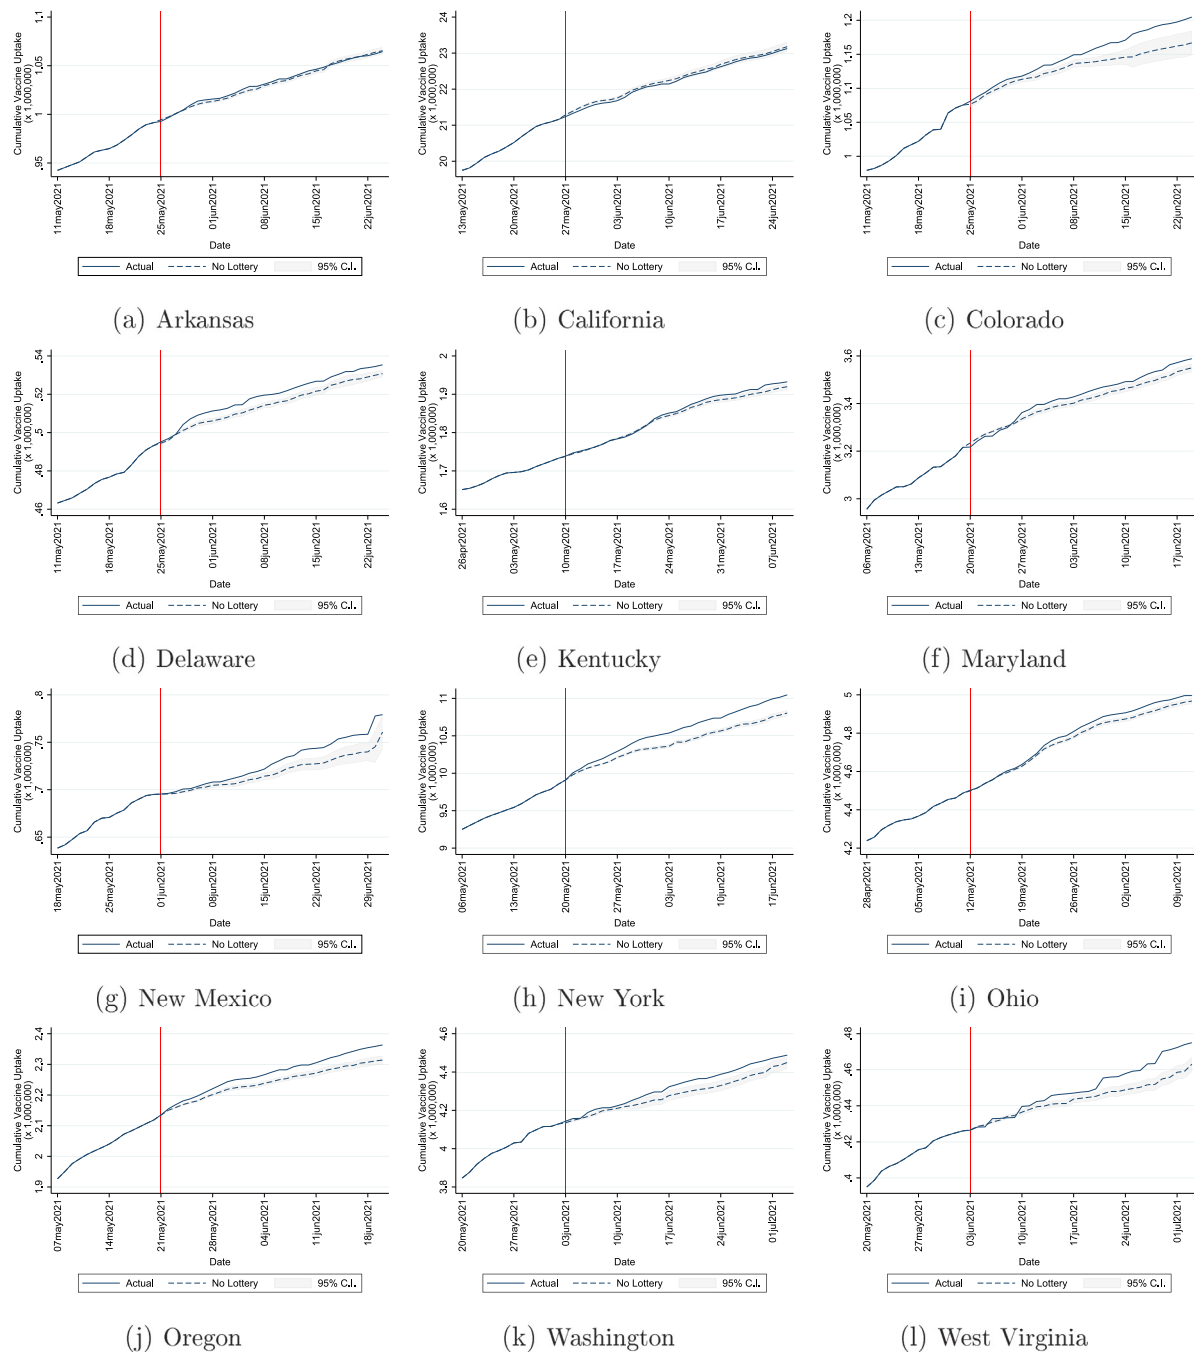 Cumulative Vaccine Uptake
(x 1,000,000)
1.1
1.05
1
.95
11may2021
18may2021
25may2021
01jun2021
08jun2021
15jun2021
22jun2021
Date
Actual No Lottery 95% C.I.
(a) Arkansas
Cumulative Vaccine Uptake
(x 1,000,000)
24
23
22
21
20
13may2021
20may2021
27may2021
03jun2021
10jun2021
17jun2021
24jun2021
Date
Actual No Lottery 95% C.I.
(b) California
Cumulative Vaccine Uptake
(x 1,000,000)
1.2
1.15
1.1
1.05
1
11may2021
18may2021
25may2021
01jun2021
08jun2021
15jun2021
22jun2021
Date
Actual No Lottery 95% C.I.
(c) Colorado
Cumulative Vaccine Uptake
(x 1,000,000)
.54
.52
.5
.48
.46
11may2021
18may2021
25may2021
01jun2021
08jun2021
15jun2021
22jun2021
Date
Actual No Lottery 95% C.I.
(d) Delaware
Cumulative Vaccine Uptake
(x 1,000,000)
2
1.9
1.8
1.7
1.6
26apr2021
03may2021
10may2021
17may2021
24may2021
31may2021
07jun2021
Date
Actual No Lottery 95% C.I.
(e) Kentucky
Cumulative Vaccine Uptake
(x 1,000,000)
3.6
3.4
3.2
3
06may2021
13may2021
20may2021
27may2021
03jun2021
10jun2021
17jun2021
Date
Actual No Lottery 95% C.I.
(f) Maryland
Cumulative Vaccine Uptake
(x 1,000,000)
.8
.75
.7
.65
18may2021
25may2021
01jun2021
08jun2021
15jun2021
22jun2021
29jun2021
Date
Actual No Lottery 95% C.I.
(g) New Mexico
Cumulative Vaccine Uptake
(x 1,000,000)
11
10.5
10
9.5
9
06may2021
13may2021
20may2021
27may2021
03jun2021
10jun2021
17jun2021
Date
Actual No Lottery 95% C.I.
(h) New York
Cumulative Vaccine Uptake
(x 1,000,000)
5
4.8
4.6
4.4
4.2
28apr2021
05may2021
12may2021
19may2021
26may2021
02jun2021
09jun2021
Date
Actual No Lottery 95% C.I.
(i) Ohio
Cumulative Vaccine Uptake
(x 1,000,000)
2.4
2.3
2.2
2.1
2
1.9
07may2021
14may2021
21may2021
28may2021
04jun2021
11jun2021
18jun2021
Date
Actual No Lottery 95% C.I.
(j) Oregon
Cumulative Vaccine Uptake
(x 1,000,000)
4.6
4.4
4.2
4
3.8
20may2021
27may2021
03jun2021
10jun2021
17jun2021
24jun2021
01jul2021
Date
Actual No Lottery 95% C.I.
(k) Washington
Cumulative Vaccine Uptake
(x 1,000,000)
.48
.46
.44
.42
.4
20may2021
27may2021
03jun2021
10jun2021
17jun2021
24jun2021
01jul2021
Date
Actual No Lottery 95% C.I.
(l) West Virginia